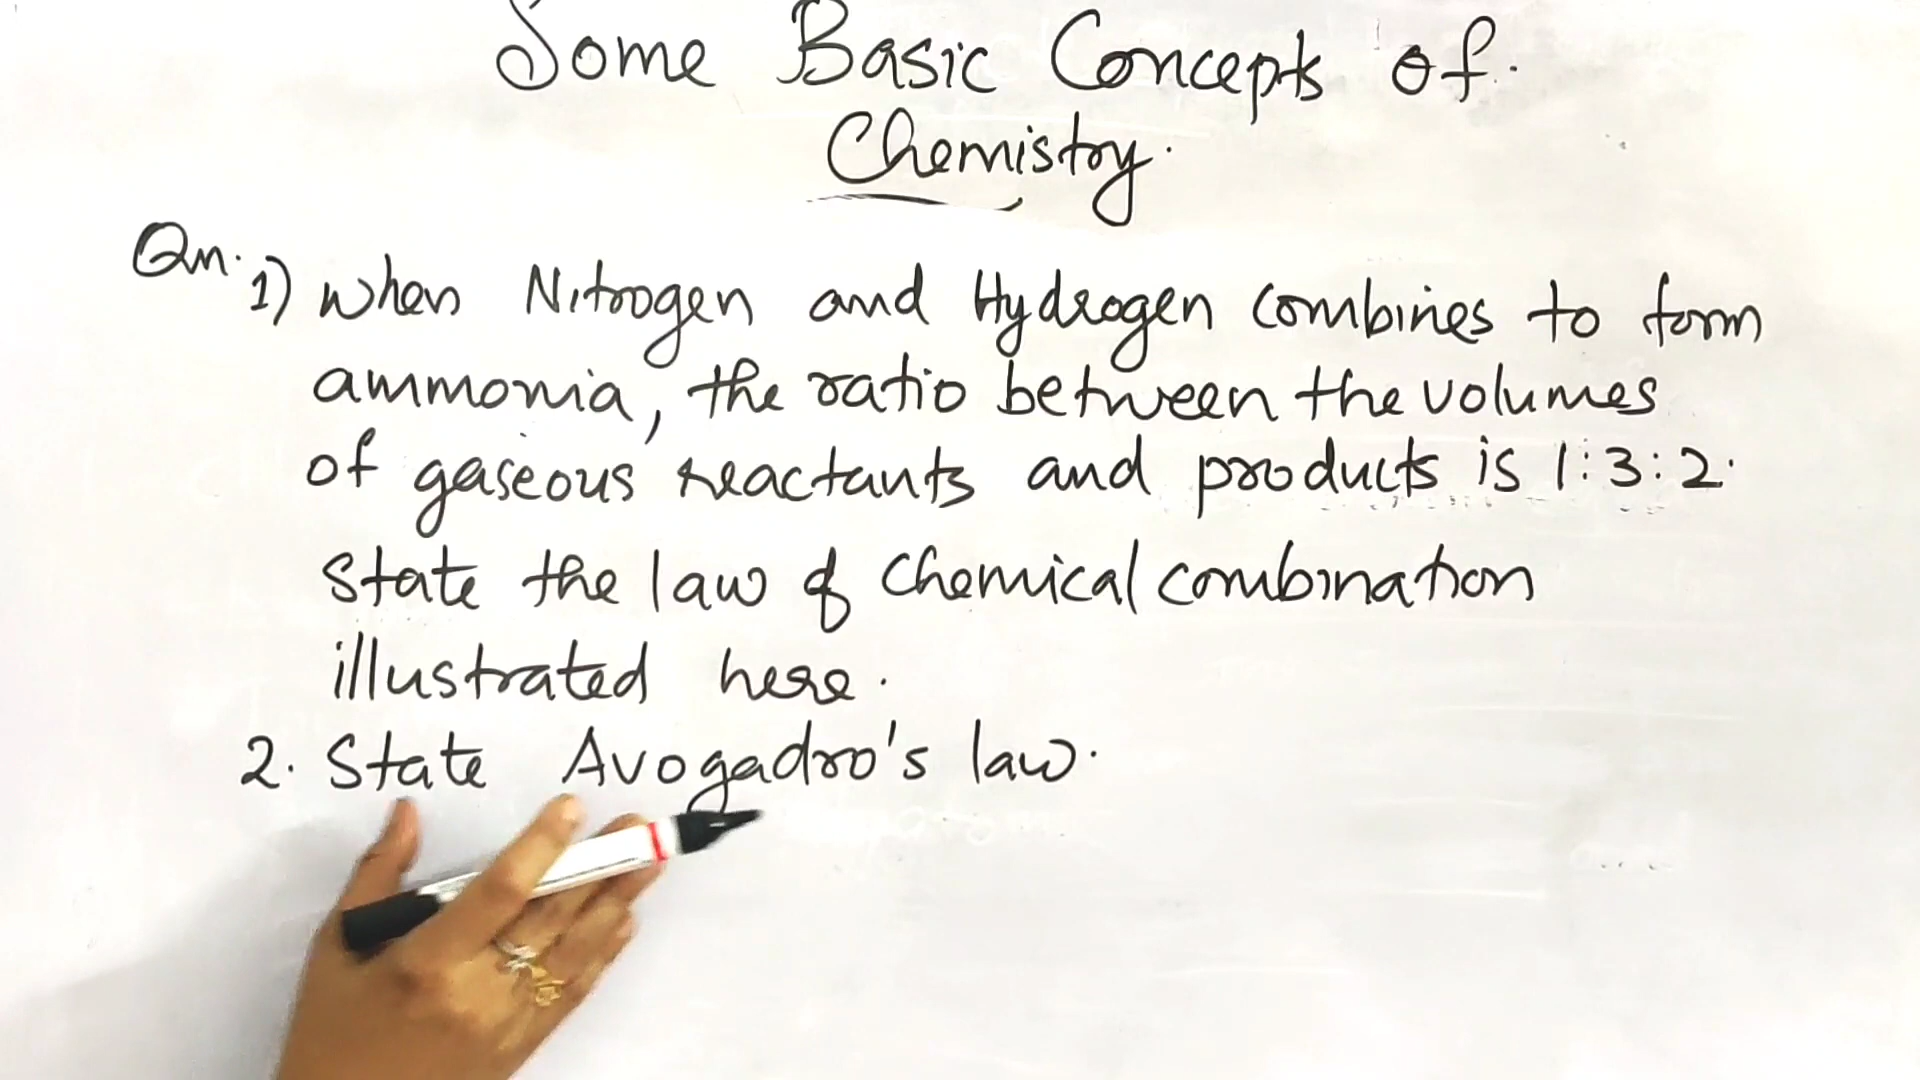 Some Basic Concepts of.
Chemistry.
Qn. 1) When Nitrogen and Hydrogen combines to form
ammonia, the ratio between the volumes
of gaseous reactants and products is 1:3:2.
State the law of Chemical combination
illustrated here.
2. State Avogadro's law.